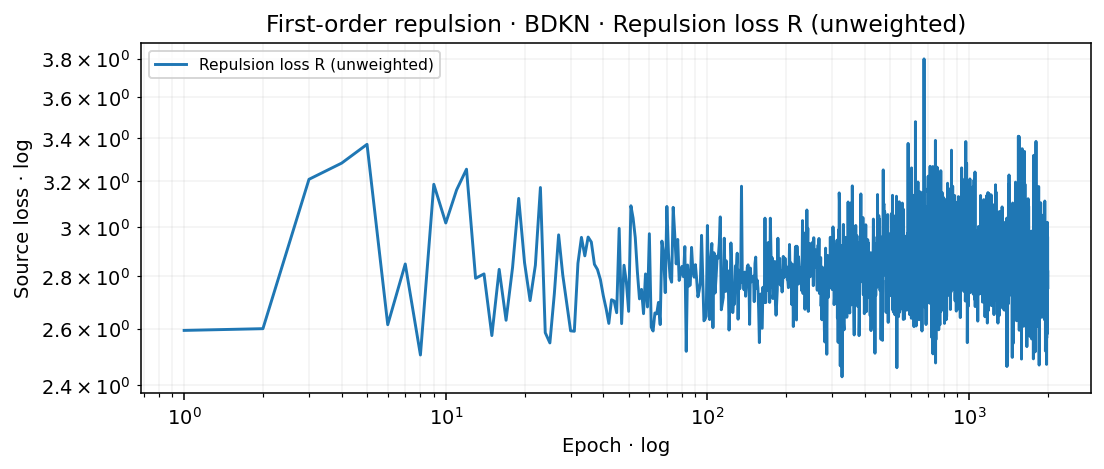 First-order repulsion · BDKN · Repulsion loss R (unweighted)
Repulsion loss R (unweighted)
Source loss · log
3.8 × 10⁰
3.6 × 10⁰
3.4 × 10⁰
3.2 × 10⁰
3 × 10⁰
2.8 × 10⁰
2.6 × 10⁰
2.4 × 10⁰
10⁰ 10¹ 10² 10³
Epoch · log